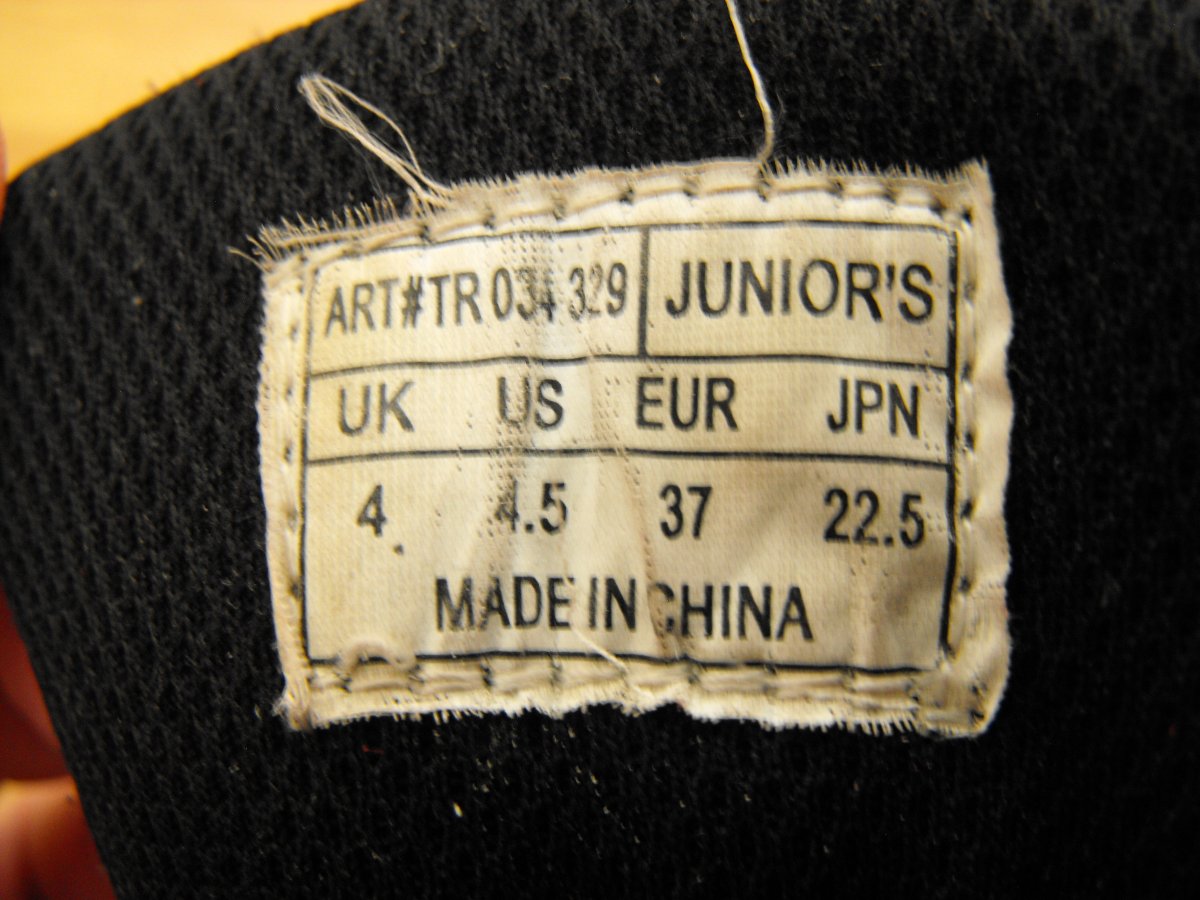 ART#TR 034 329 JUNIOR'S
UK US EUR JPN
4 4.5 37 22.5
MADE IN CHINA